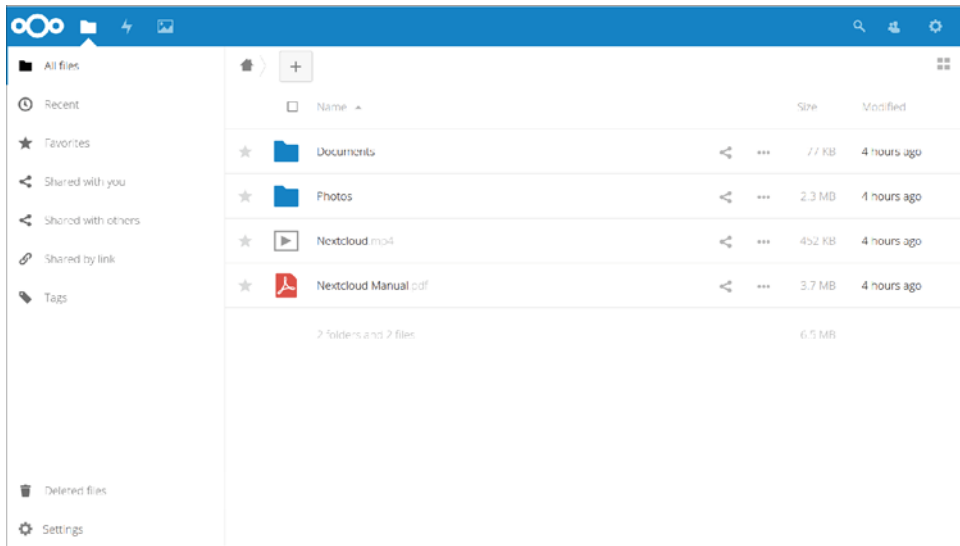 All files
Recent
Favorites
Shared with you
Shared with others
Shared by link
Tags
Deleted files
Settings
+
Name Size Modified
Documents 77 KB 4 hours ago
Photos 2.3 MB 4 hours ago
Nextcloud.mp4 452 KB 4 hours ago
Nextcloud Manual.pdf 3.7 MB 4 hours ago
2 folders and 2 files 6.5 MB